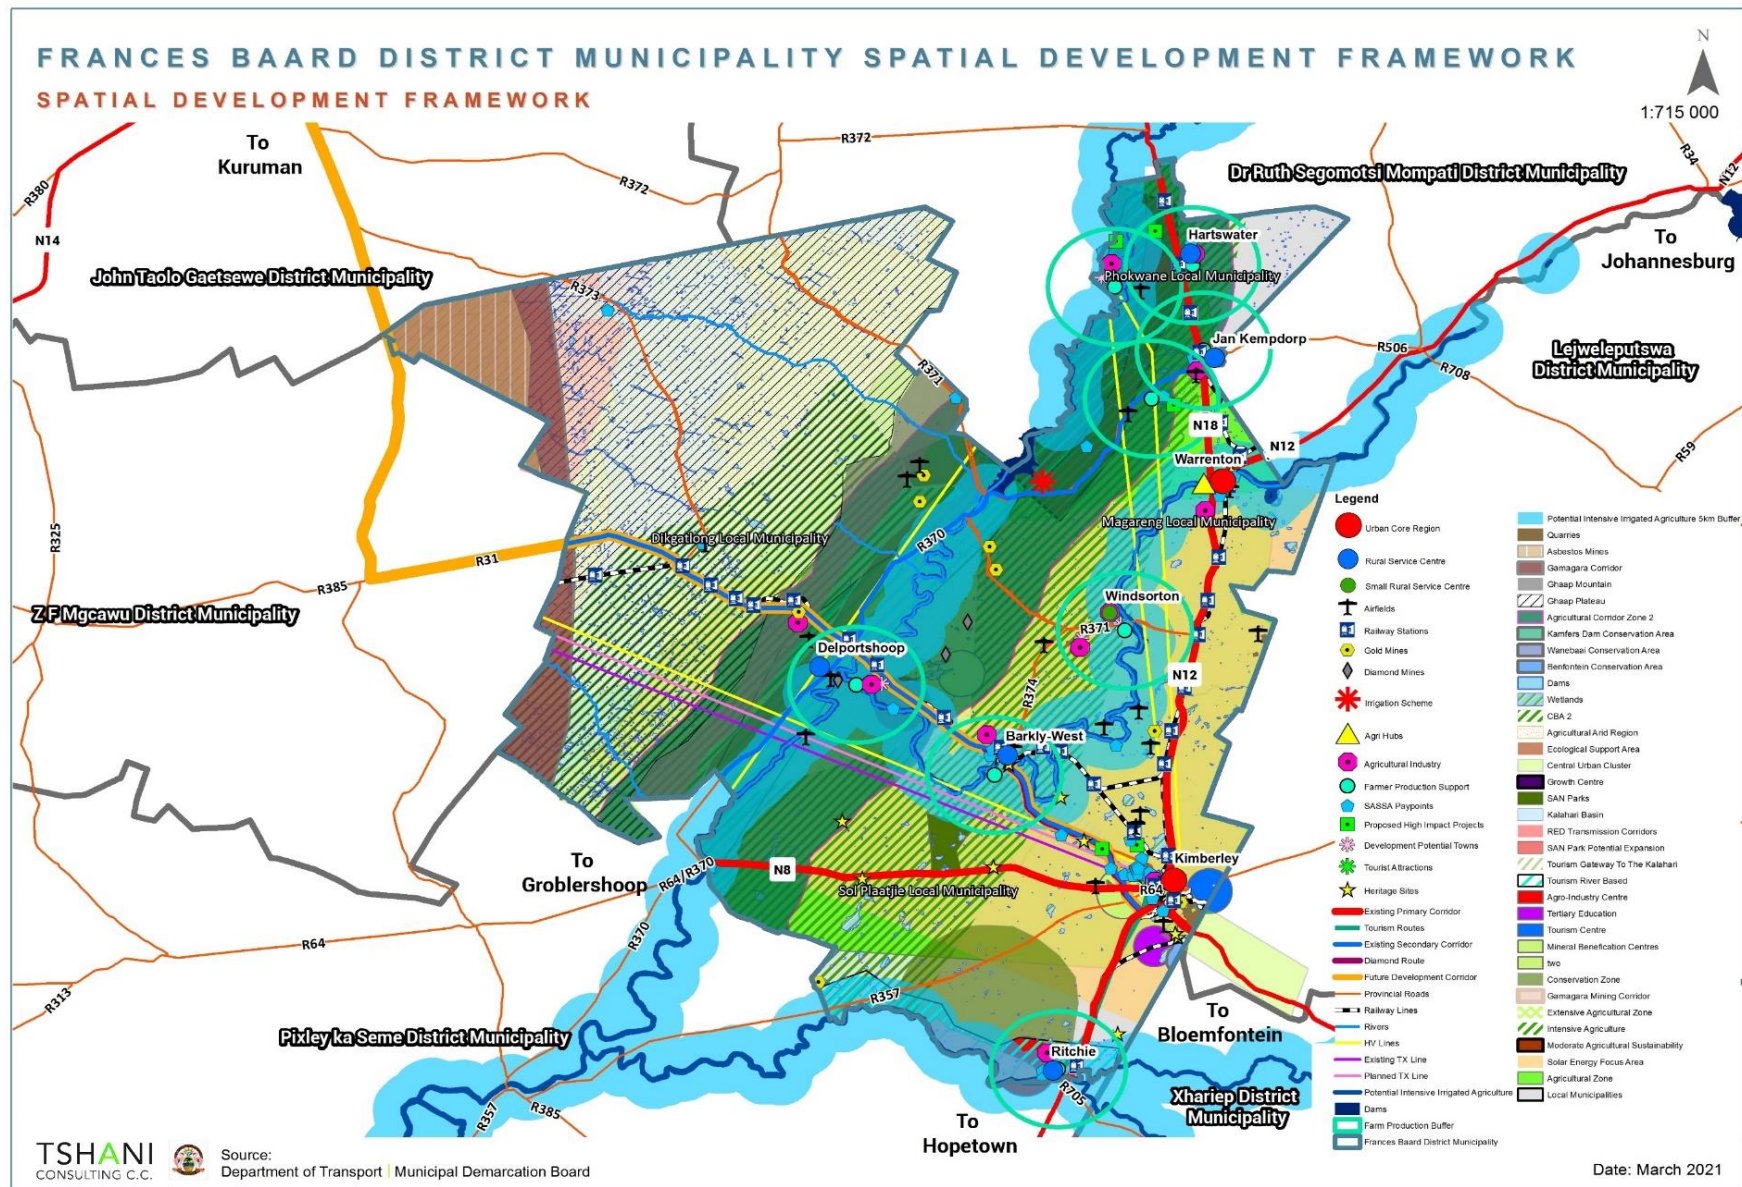 FRANCES BAARD DISTRICT MUNICIPALITY SPATIAL DEVELOPMENT FRAMEWORK
SPATIAL DEVELOPMENT FRAMEWORK
N
1:715 000
To
Kuruman
R372
R372
R380
N14
R34
N12
Dr Ruth Segomotsi Mompati District Municipality
To
Johannesburg
John Taolo Gaetsewe District Municipality
Hartswater
Phokwane Local Municipality
R373
R371
Jan Kempdorp
R506
R708
Lejweleputswa
District Municipality
N18
N12
R59
Warrenton
Magareng Local Municipality
R325
R385
R31
Dikgatlong Local Municipality
R370
Z F Mgcawu District Municipality
Windsorton
R371
Delportshoop
N12
R374
Barkly-West
To
Groblershoop
R64/R370
N8
Kimberley
R64
Sol Plaatjie Local Municipality
R64
R370
R313
R357
Pixley ka Seme District Municipality
To
Bloemfontein
Ritchie
R705
R357
R385
Xhariep District
Municipality
To
Hopetown
Legend
Urban Core Region
Rural Service Centre
Small Rural Service Centre
Airfields
Railway Stations
Gold Mines
Diamond Mines
Irrigation Scheme
Agri Hubs
Agricultural Industry
Farmer Production Support
SASSA Paypoints
Proposed High Impact Projects
Development Potential Towns
Tourist Attractions
Heritage Sites
Existing Primary Corridor
Tourism Routes
Existing Secondary Corridor
Diamond Route
Future Development Corridor
Provincial Roads
Railway Lines
Rivers
HV Lines
Existing TX Line
Planned TX Line
Potential Intensive Irrigated Agriculture
Dams
Farm Production Buffer
Frances Baard District Municipality
Potential Intensive Irrigated Agriculture 5km Buffer
Quarries
Asbestos Mines
Gamagara Corridor
Ghaap Mountain
Ghaap Plateau
Agricultural Corridor Zone 2
Kamfers Dam Conservation Area
Wanebaai Conservation Area
Benfontein Conservation Area
Dams
Wetlands
CBA 2
Agricultural Arid Region
Ecological Support Area
Central Urban Cluster
Growth Centre
SAN Parks
Kalahari Basin
RED Transmission Corridors
SAN Park Potential Expansion
Tourism Gateway To The Kalahari
Tourism River Based
Agro-Industry Centre
Tertiary Education
Tourism Centre
Mineral Benefication Centres
two
Conservation Zone
Gamagara Mining Corridor
Extensive Agricultural Zone
Intensive Agriculture
Moderate Agricultural Sustainability
Solar Energy Focus Area
Agricultural Zone
Local Municipalities
TSHANI
CONSULTING C.C.
Source:
Department of Transport | Municipal Demarcation Board
Date: March 2021